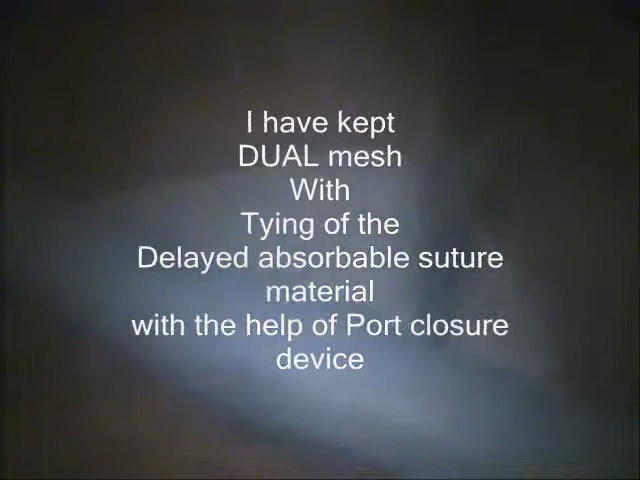 I have kept
DUAL mesh
With
Tying of the
Delayed absorbable suture
material
with the help of Port closure
device